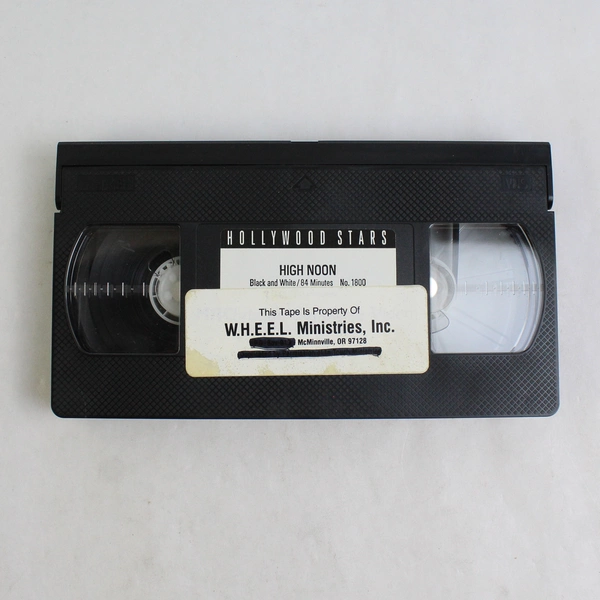 HOLLYWOOD STARS
HIGH NOON
Black and White/84 Minutes No. 1800
This Tape Is Property Of
W.H.E.E.L. Ministries, Inc.
McMinnville, OR 97128